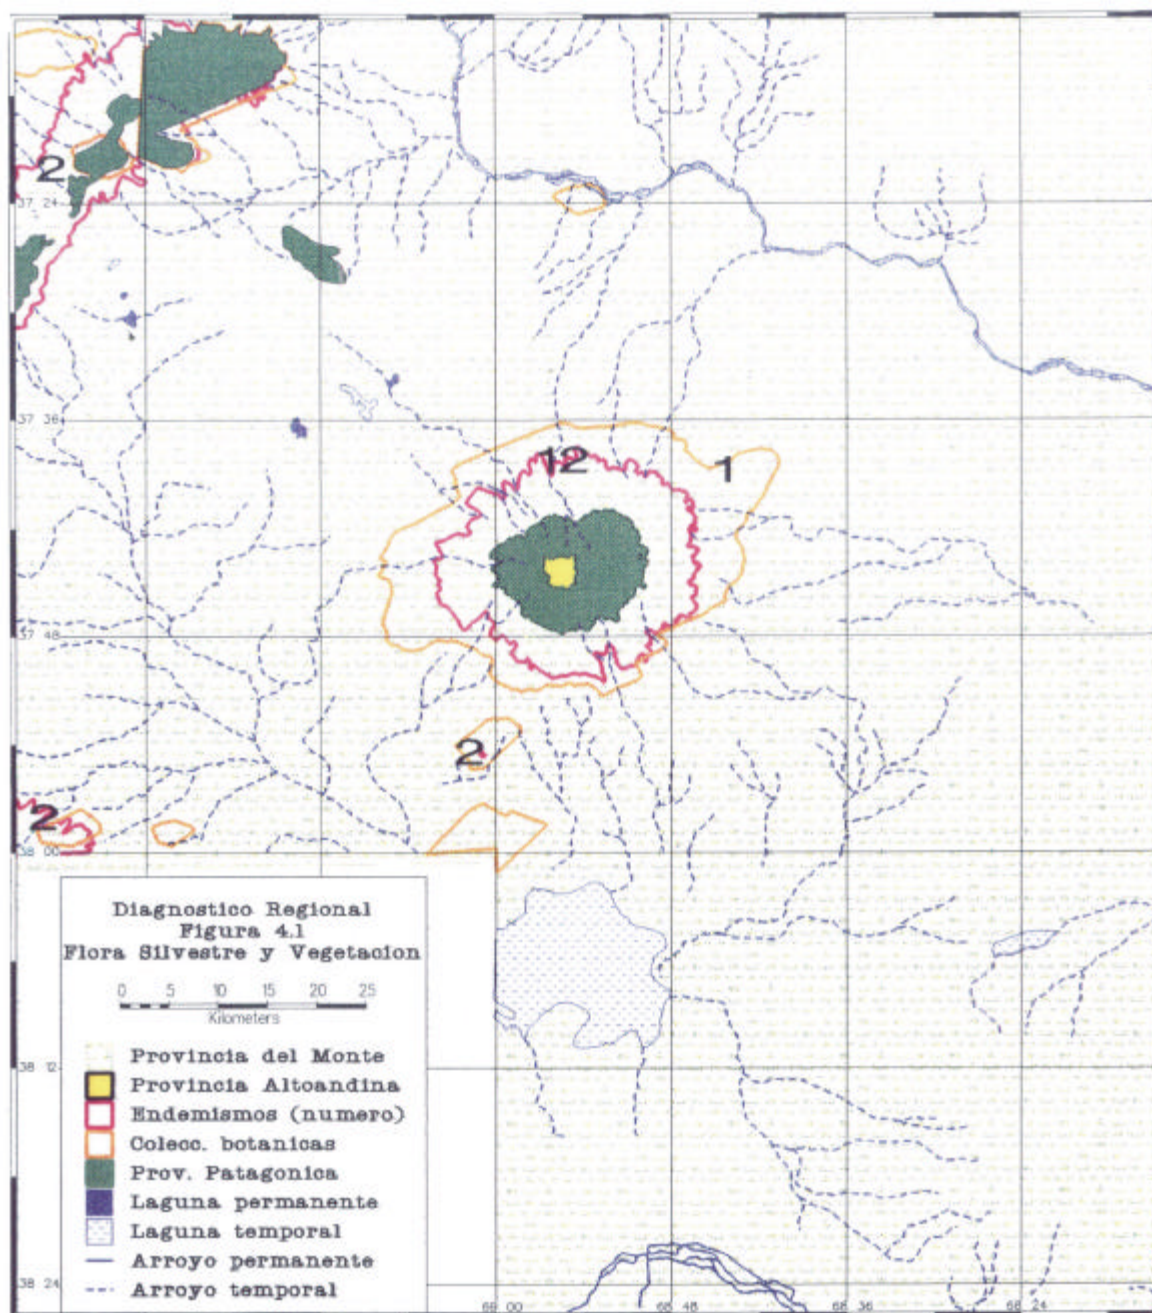 2
37 24
37 36
12
1
37 48
2
2
38 00
Diagnostico Regional
Figura 4.1
Flora Silvestre y Vegetacion
0 5 10 15 20 25
Kilometers
Provincia del Monte
Provincia Altoandina
Endemismos (numero)
Colecc. botanicas
Prov. Patagonica
Laguna permanente
Laguna temporal
Arroyo permanente
Arroyo temporal
38 12
38 24
68 48
68 36
68 24